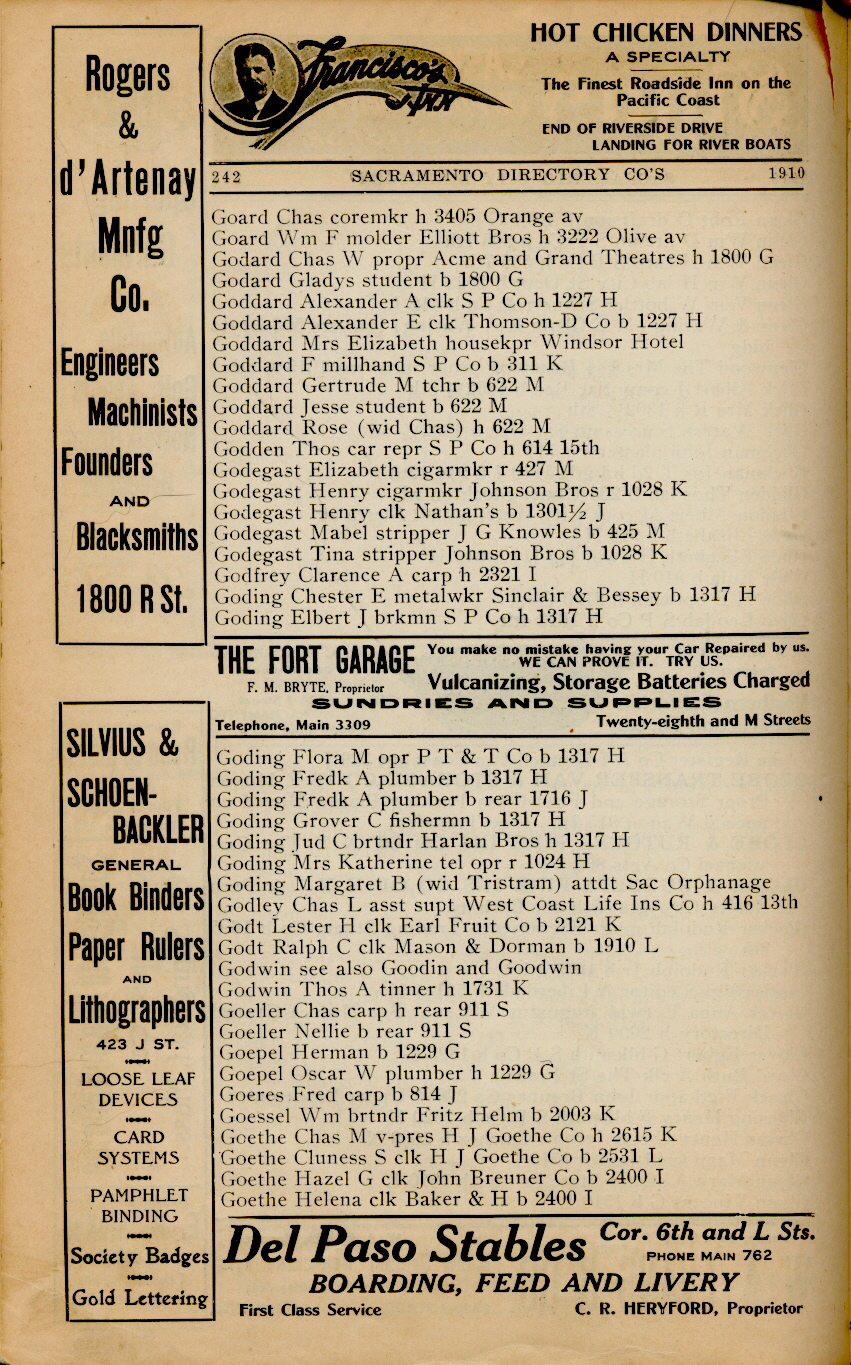 Rogers
&
d'Artenay
Mnfg
Co.
Engineers
Machinists
Founders
AND
Blacksmiths
1800 R St.
Francisco's
Inn
HOT CHICKEN DINNERS
A SPECIALTY
The Finest Roadside Inn on the
Pacific Coast
END OF RIVERSIDE DRIVE
LANDING FOR RIVER BOATS
242 SACRAMENTO DIRECTORY CO'S 1910
Goard Chas coremkr h 3405 Orange av
Goard Wm F molder Elliott Bros h 3222 Olive av
Godard Chas W propr Acme and Grand Theatres h 1800 G
Godard Gladys student b 1800 G
Goddard Alexander A clk S P Co h 1227 H
Goddard Alexander E clk Thomson-D Co b 1227 H
Goddard Mrs Elizabeth housekpr Windsor Hotel
Goddard F millhand S P Co b 311 K
Goddard Gertrude M tchr b 622 M
Goddard Jesse student b 622 M
Goddard Rose (wid Chas) h 622 M
Godden Thos car repr S P Co h 614 15th
Godegast Elizabeth cigarmkr r 427 M
Godegast Henry cigarmkr Johnson Bros r 1028 K
Godegast Henry clk Nathan's b 1301½ J
Godegast Mabel stripper J G Knowles b 425 M
Godegast Tina stripper Johnson Bros b 1028 K
Godfrey Clarence A carp h 2321 I
Goding Chester E metalwkr Sinclair & Bessey b 1317 H
Goding Elbert J brkmn S P Co h 1317 H
THE FORT GARAGE
F. M. BRYTE, Proprietor
You make no mistake having your Car Repaired by us.
WE CAN PROVE IT. TRY US.
Vulcanizing, Storage Batteries Charged
SUNDRIES AND SUPPLIES
Telephone, Main 3309 Twenty-eighth and M Streets
SILVIUS &
SCHOEN-
BACKLER
GENERAL
Book Binders
Paper Rulers
AND
Lithographers
423 J ST.
LOOSE LEAF
DEVICES
CARD
SYSTEMS
PAMPHLET
BINDING
Society Badges
Gold Lettering
Goding Flora M opr P T & T Co b 1317 H
Goding Fredk A plumber b 1317 H
Goding Fredk A plumber b rear 1716 J
Goding Grover C fishermn b 1317 H
Goding Jud C brtndr Harlan Bros h 1317 H
Goding Mrs Katherine tel opr r 1024 H
Goding Margaret B (wid Tristram) attdt Sac Orphanage
Godley Chas L asst supt West Coast Life Ins Co h 416 13th
Godt Lester H clk Earl Fruit Co b 2121 K
Godt Ralph C clk Mason & Dorman b 1910 L
Godwin see also Goodin and Goodwin
Godwin Thos A tinner h 1731 K
Goeller Chas carp h rear 911 S
Goeller Nellie b rear 911 S
Goepel Herman b 1229 G
Goepel Oscar W plumber h 1229 G
Goeres Fred carp b 814 J
Goessel Wm brtndr Fritz Helm b 2003 K
Goethe Chas M v-pres H J Goethe Co h 2615 K
Goethe Cluness S clk H J Goethe Co b 2531 L
Goethe Hazel G clk John Breuner Co b 2400 I
Goethe Helena clk Baker & H b 2400 I
Del Paso Stables
Cor. 6th and L Sts.
PHONE MAIN 762
BOARDING, FEED AND LIVERY
First Class Service C. R. HERYFORD, Proprietor